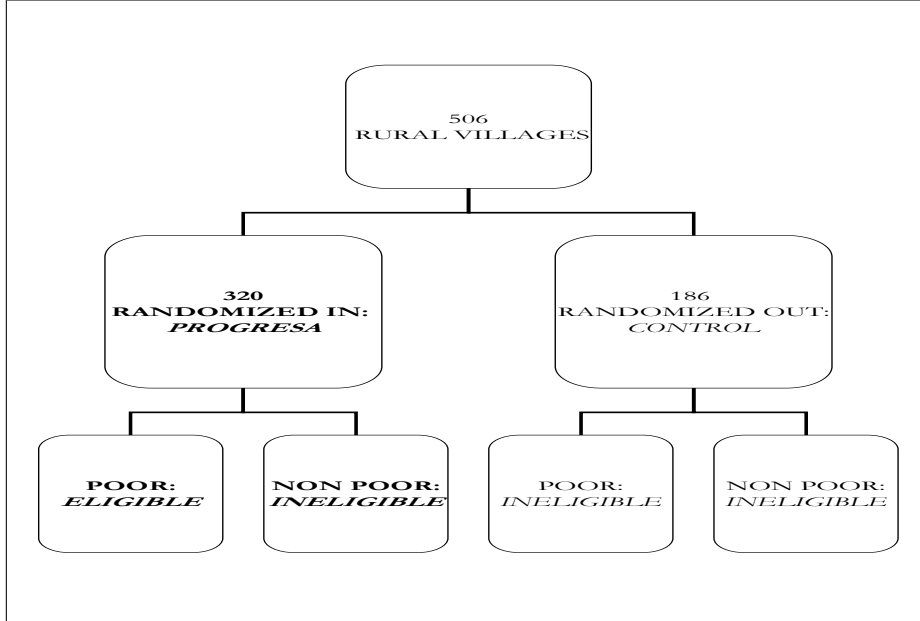 506
RURAL VILLAGES
320
RANDOMIZED IN:
PROGRESA
186
RANDOMIZED OUT:
CONTROL
POOR:
ELIGIBLE
NON POOR:
INELIGIBLE
POOR:
INELIGIBLE
NON POOR:
INELIGIBLE